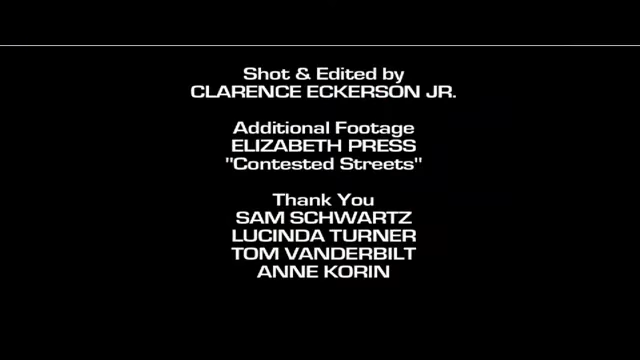 Shot & Edited by
CLARENCE ECKERSON JR.
Additional Footage
ELIZABETH PRESS
"Contested Streets"
Thank You
SAM SCHWARTZ
LUCINDA TURNER
TOM VANDERBILT
ANNE KORIN